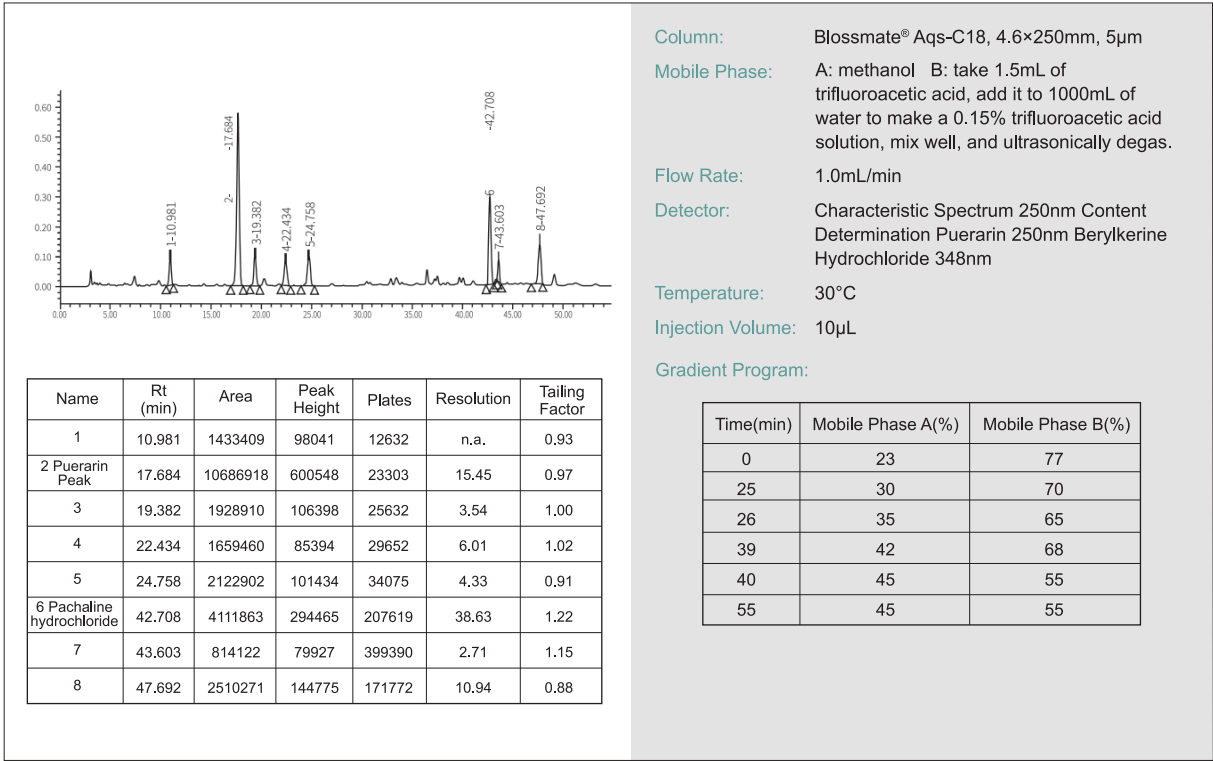 0.60
0.50
0.40
0.30
0.20
0.10
0.00
1-10.981
2-
-17.684
3-19.382
4-22.434
5-24.758
6
-42.708
7-43.603
8-47.692
0.00 5.00 10.00 15.00 20.00 25.00 30.00 35.00 40.00 45.00 50.00
Name Rt (min) Area Peak Height Plates Resolution Tailing Factor
1 10.981 1433409 98041 12632 n.a. 0.93
2 Puerarin Peak 17.684 10686918 600548 23303 15.45 0.97
3 19.382 1928910 106398 25632 3.54 1.00
4 22.434 1659460 85394 29652 6.01 1.02
5 24.758 2122902 101434 34075 4.33 0.91
6 Pachaline hydrochloride 42.708 4111863 294465 207619 38.63 1.22
7 43.603 814122 79927 399390 2.71 1.15
8 47.692 2510271 144775 171772 10.94 0.88
Column: Blossmate® Aqs-C18, 4.6×250mm, 5μm
Mobile Phase: A: methanol B: take 1.5mL of
trifluoroacetic acid, add it to 1000mL of
water to make a 0.15% trifluoroacetic acid
solution, mix well, and ultrasonically degas.
Flow Rate: 1.0mL/min
Detector: Characteristic Spectrum 250nm Content
Determination Puerarin 250nm Berylkerine
Hydrochloride 348nm
Temperature: 30°C
Injection Volume: 10μL
Gradient Program:
Time(min) Mobile Phase A(%) Mobile Phase B(%)
0 23 77
25 30 70
26 35 65
39 42 68
40 45 55
55 45 55